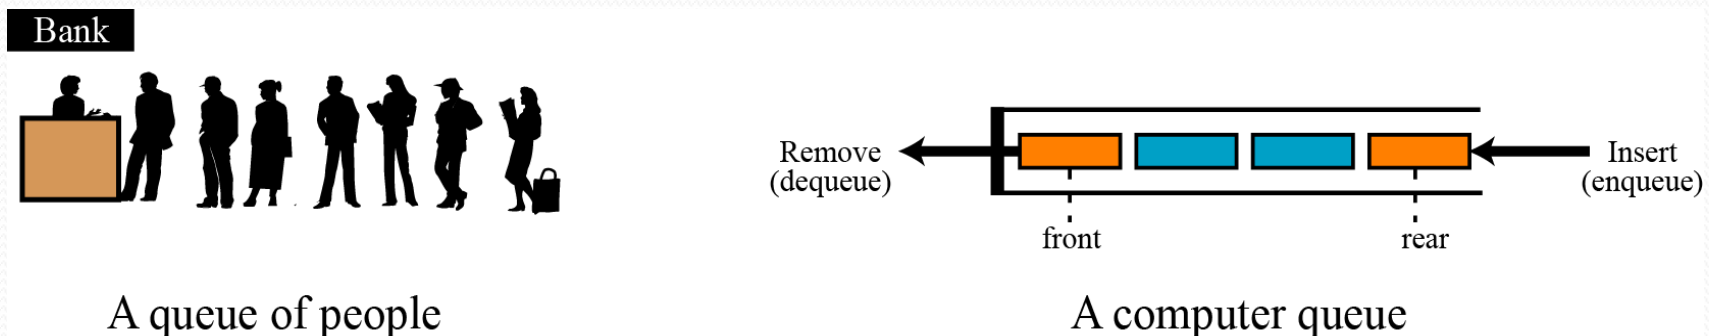 Bank
A queue of people
Remove
(dequeue)
front
rear
Insert
(enqueue)
A computer queue